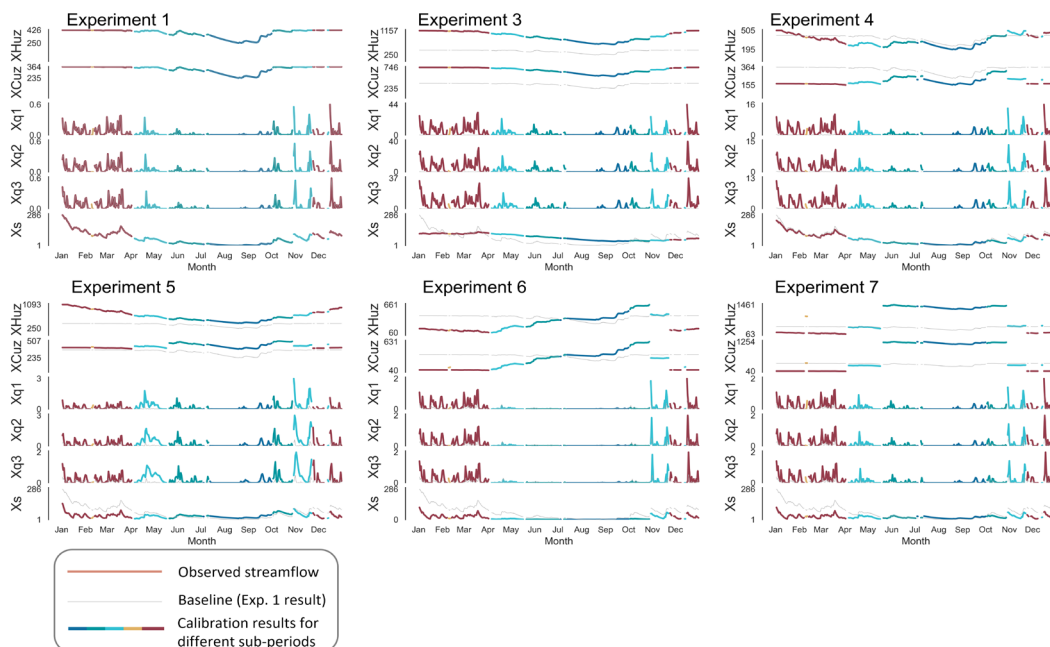 Experiment 1
426
250
XHuz
364
235
XCuz
0.6
0.0
Xq1
0.6
0.0
Xq2
0.6
0.0
Xq3
286
1
Xs
Jan Feb Mar Apr May Jun Jul Aug Sep Oct Nov Dec
Month
Experiment 3
1157
250
XHuz
746
235
XCuz
44
0
Xq1
40
0
Xq2
37
0
Xq3
286
1
Xs
Jan Feb Mar Apr May Jun Jul Aug Sep Oct Nov Dec
Month
Experiment 4
505
195
XHuz
364
155
XCuz
16
0
Xq1
15
0
Xq2
13
0
Xq3
286
1
Xs
Jan Feb Mar Apr May Jun Jul Aug Sep Oct Nov Dec
Month
Experiment 5
1093
250
XHuz
507
235
XCuz
3
0
Xq1
2
0
Xq2
2
0
Xq3
286
1
Xs
Jan Feb Mar Apr May Jun Jul Aug Sep Oct Nov Dec
Month
Experiment 6
661
60
XHuz
631
40
XCuz
2
0
Xq1
2
0
Xq2
2
0
Xq3
286
0
Xs
Jan Feb Mar Apr May Jun Jul Aug Sep Oct Nov Dec
Month
Experiment 7
1461
63
XHuz
1254
40
XCuz
2
0
Xq1
2
0
Xq2
2
0
Xq3
286
1
Xs
Jan Feb Mar Apr May Jun Jul Aug Sep Oct Nov Dec
Month
Observed streamflow
Baseline (Exp. 1 result)
Calibration results for
different sub-periods